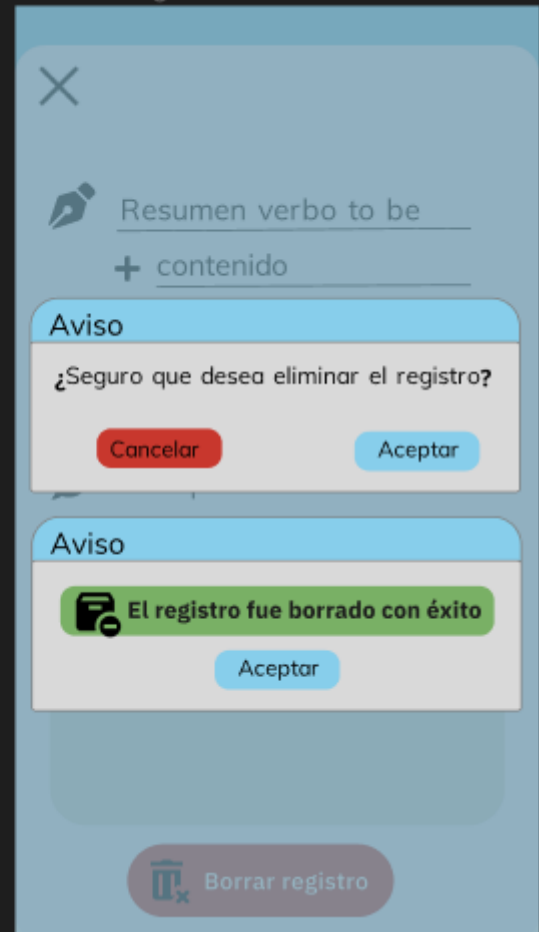 Resumen verbo to be
+ contenido
Aviso
¿Seguro que desea eliminar el registro?
Cancelar
Aceptar
Aviso
El registro fue borrado con éxito
Aceptar
Borrar registro